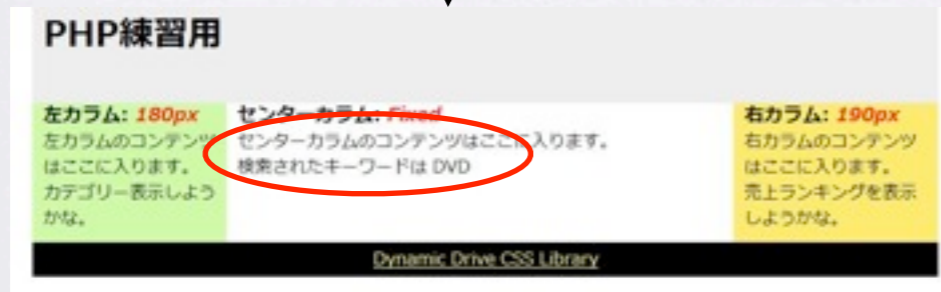 PHP練習用
左カラム: 180px
左カラムのコンテンツ
はここに入ります。
カテゴリー表示しよう
かな。
センターカラム: Fixed
センターカラムのコンテンツはここに入ります。
検索されたキーワードは DVD
右カラム: 190px
右カラムのコンテンツ
はここに入ります。
売上ランキングを表示
しようかな。
Dynamic Drive CSS Library